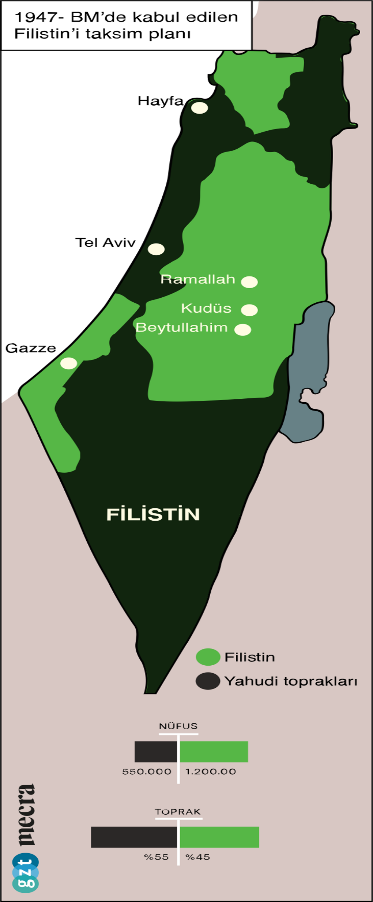 1947- BM'de kabul edilen
Filistin'i taksim planı
Hayfa
Tel Aviv
Ramallah
Kudüs
Beytullahim
Gazze
FİLİSTİN
Filistin
Yahudi toprakları
NÜFUS
550.000 1.200.00
TOPRAK
%55 %45
gzt mecra